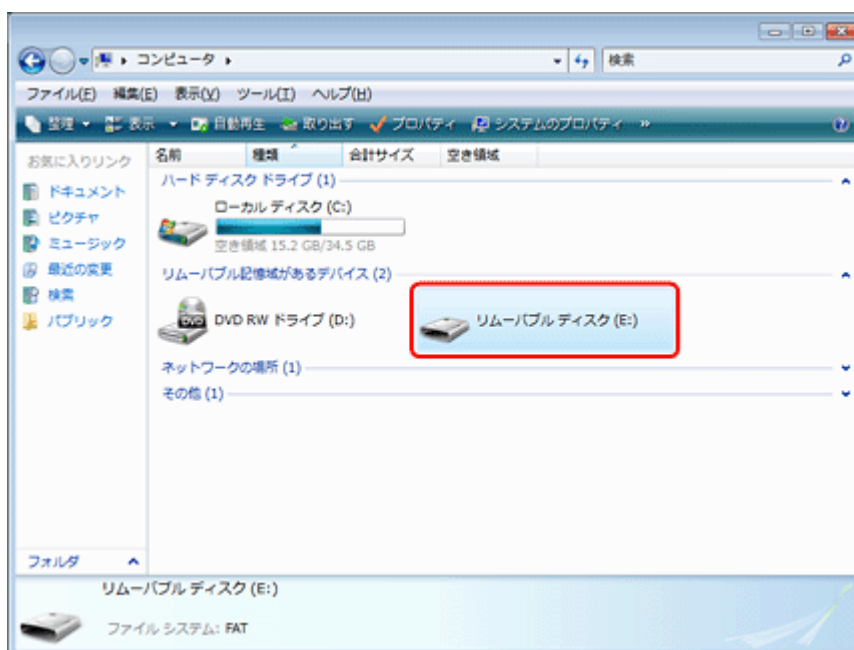 コンピュータ
検索
ファイル(E) 編集(E) 表示(V) ツール(T) ヘルプ(H)
整理 表示 自動再生 取り出す プロパティ システムのプロパティ »
お気に入りリンク
名前 種類 合計サイズ 空き領域
ドキュメント
ピクチャ
ミュージック
最近の変更
検索
パブリック
ハード ディスク ドライブ (1)
ローカル ディスク (C:)
空き領域 15.2 GB/34.5 GB
リムーバブル記憶域があるデバイス (2)
DVD
DVD RW ドライブ (D:)
リムーバブル ディスク (E:)
ネットワークの場所 (1)
その他 (1)
フォルダ
リムーバブル ディスク (E:)
ファイル システム: FAT